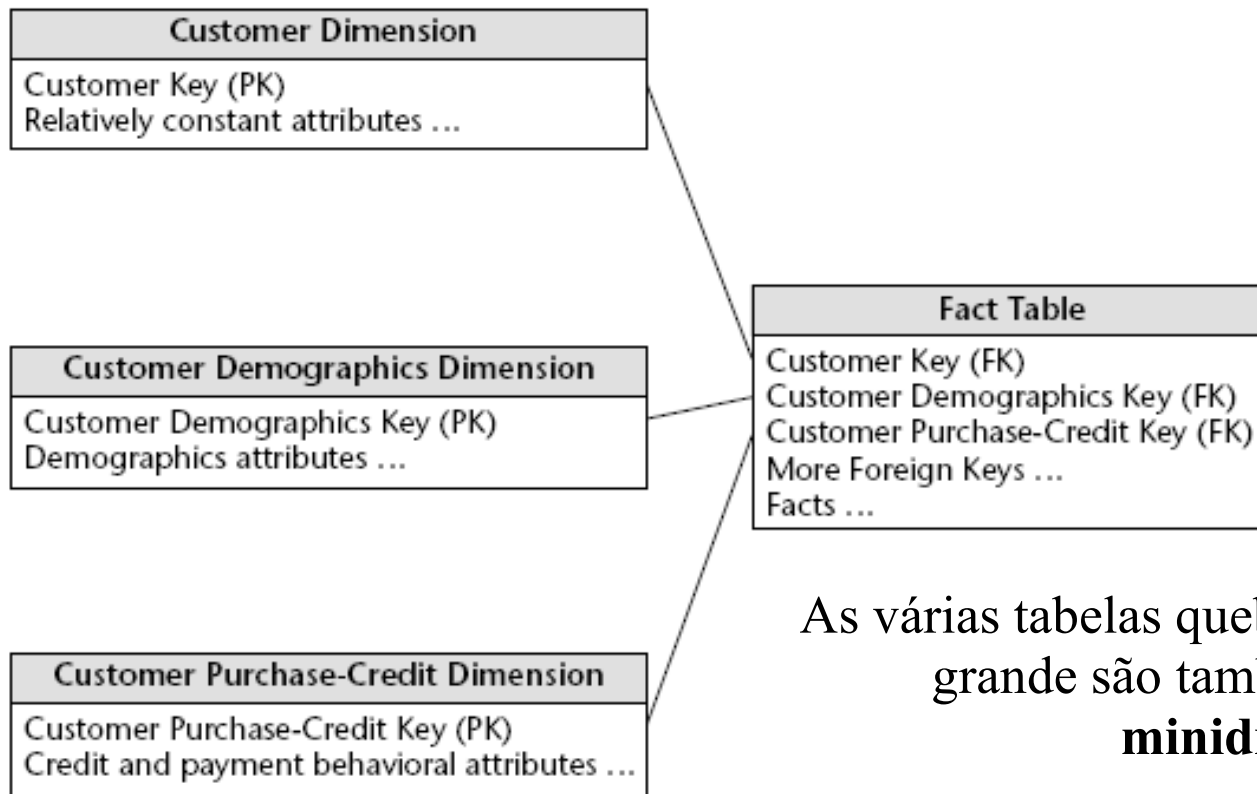 Customer Dimension
Customer Key (PK)
Relatively constant attributes …
Customer Demographics Dimension
Customer Demographics Key (PK)
Demographics attributes …
Customer Purchase-Credit Dimension
Customer Purchase-Credit Key (PK)
Credit and payment behavioral attributes …
Fact Table
Customer Key (FK)
Customer Demographics Key (FK)
Customer Purchase-Credit Key (FK)
More Foreign Keys …
Facts …
As várias tabelas
grande são